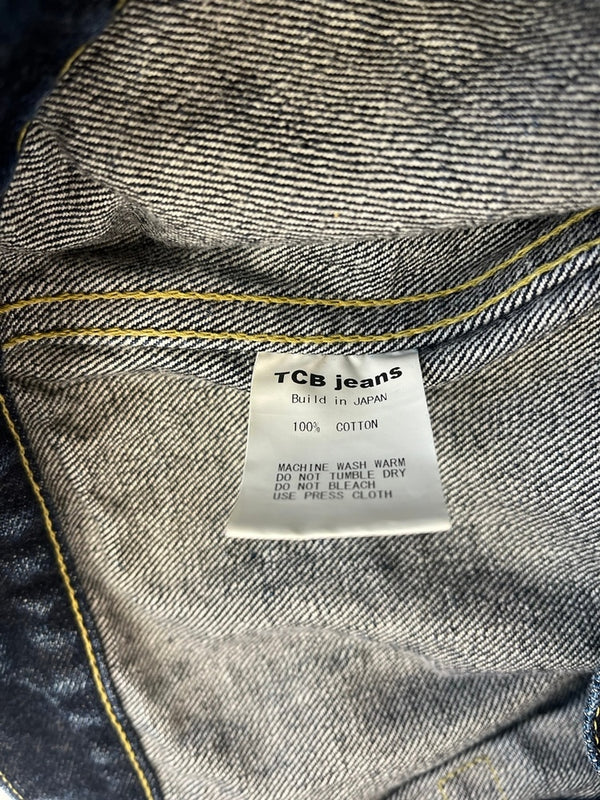 TCB jeans
Build in JAPAN
100% COTTON
MACHINE WASH WARM
DO NOT TUMBLE DRY
DO NOT BLEACH
USE PRESS CLOTH